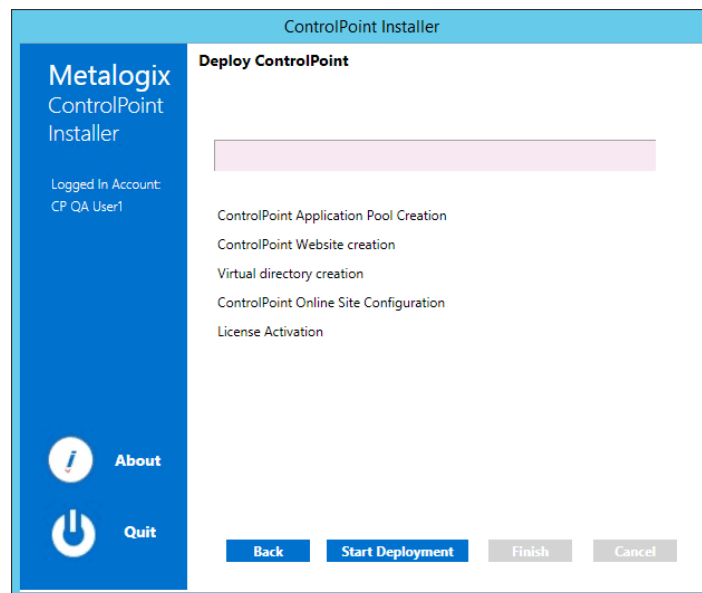 ControlPoint Installer
Metalogix
ControlPoint
Installer
Logged In Account:
CP QA User1
About
Quit
Deploy ControlPoint
ControlPoint Application Pool Creation
ControlPoint Website creation
Virtual directory creation
ControlPoint Online Site Configuration
License Activation
Back
Start Deployment
Finish
Cancel